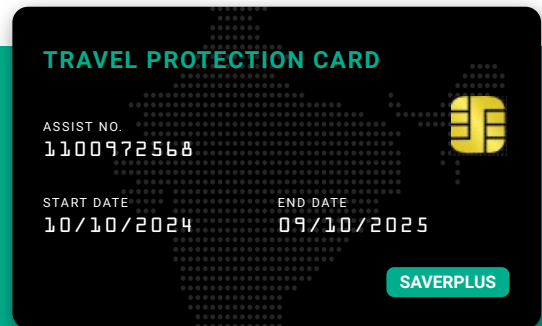 TRAVEL PROTECTION CARD
ASSIST NO.
1100972568
START DATE
10/10/2024
END DATE
09/10/2025
SAVERPLUS